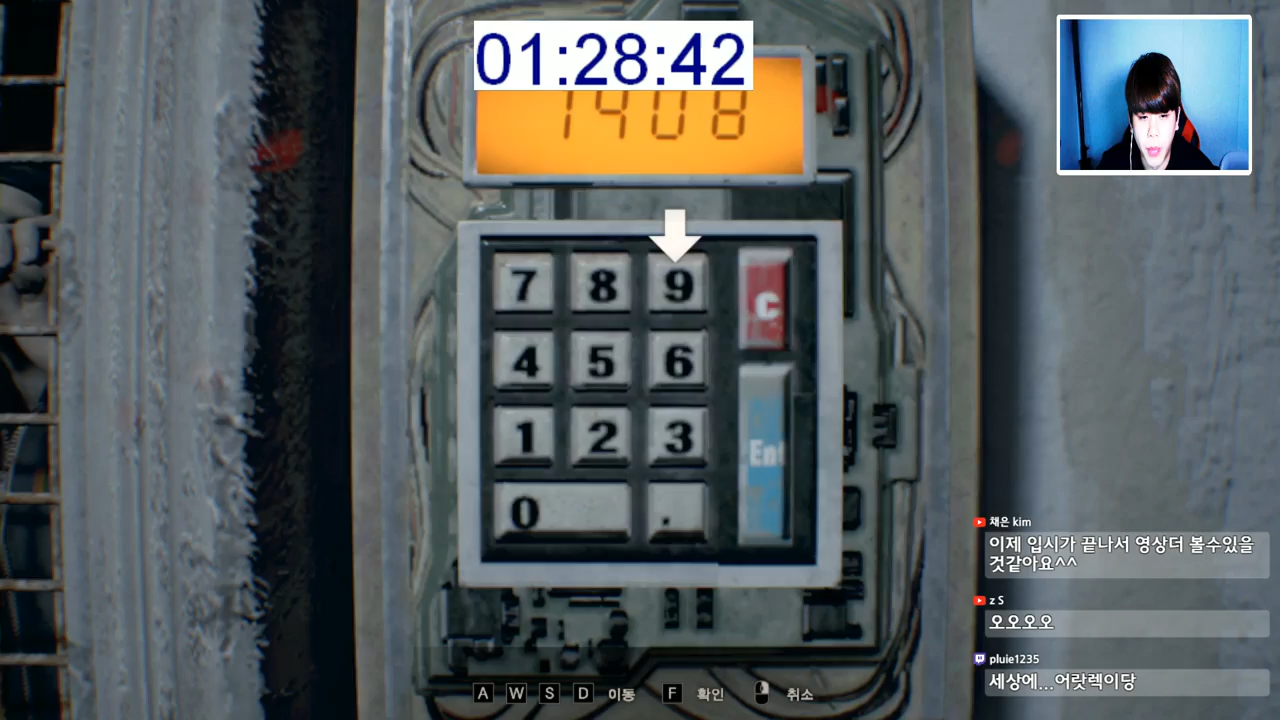 01:28:42
1408
7 8 9 C
4 5 6
1 2 3 Ent
0 .
채은 kim
이제 입시가 끝나서 영상더 볼수있을
것같아요^^
z S
오오오오
pluie1235
세상에...어랏렉이당
A W S D 이동 F 확인 취소